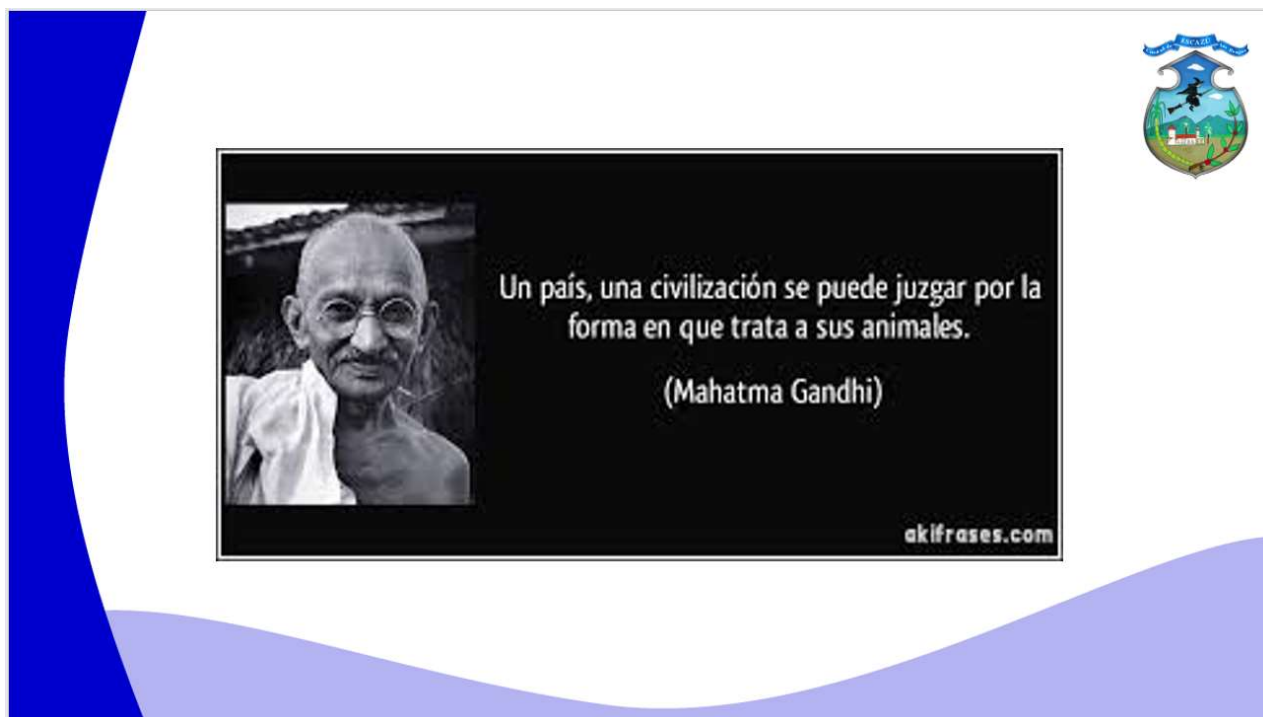 ESCAZÚ
Un país, una civilización se puede juzgar por la
forma en que trata a sus animales.
(Mahatma Gandhi)
akifrases.com